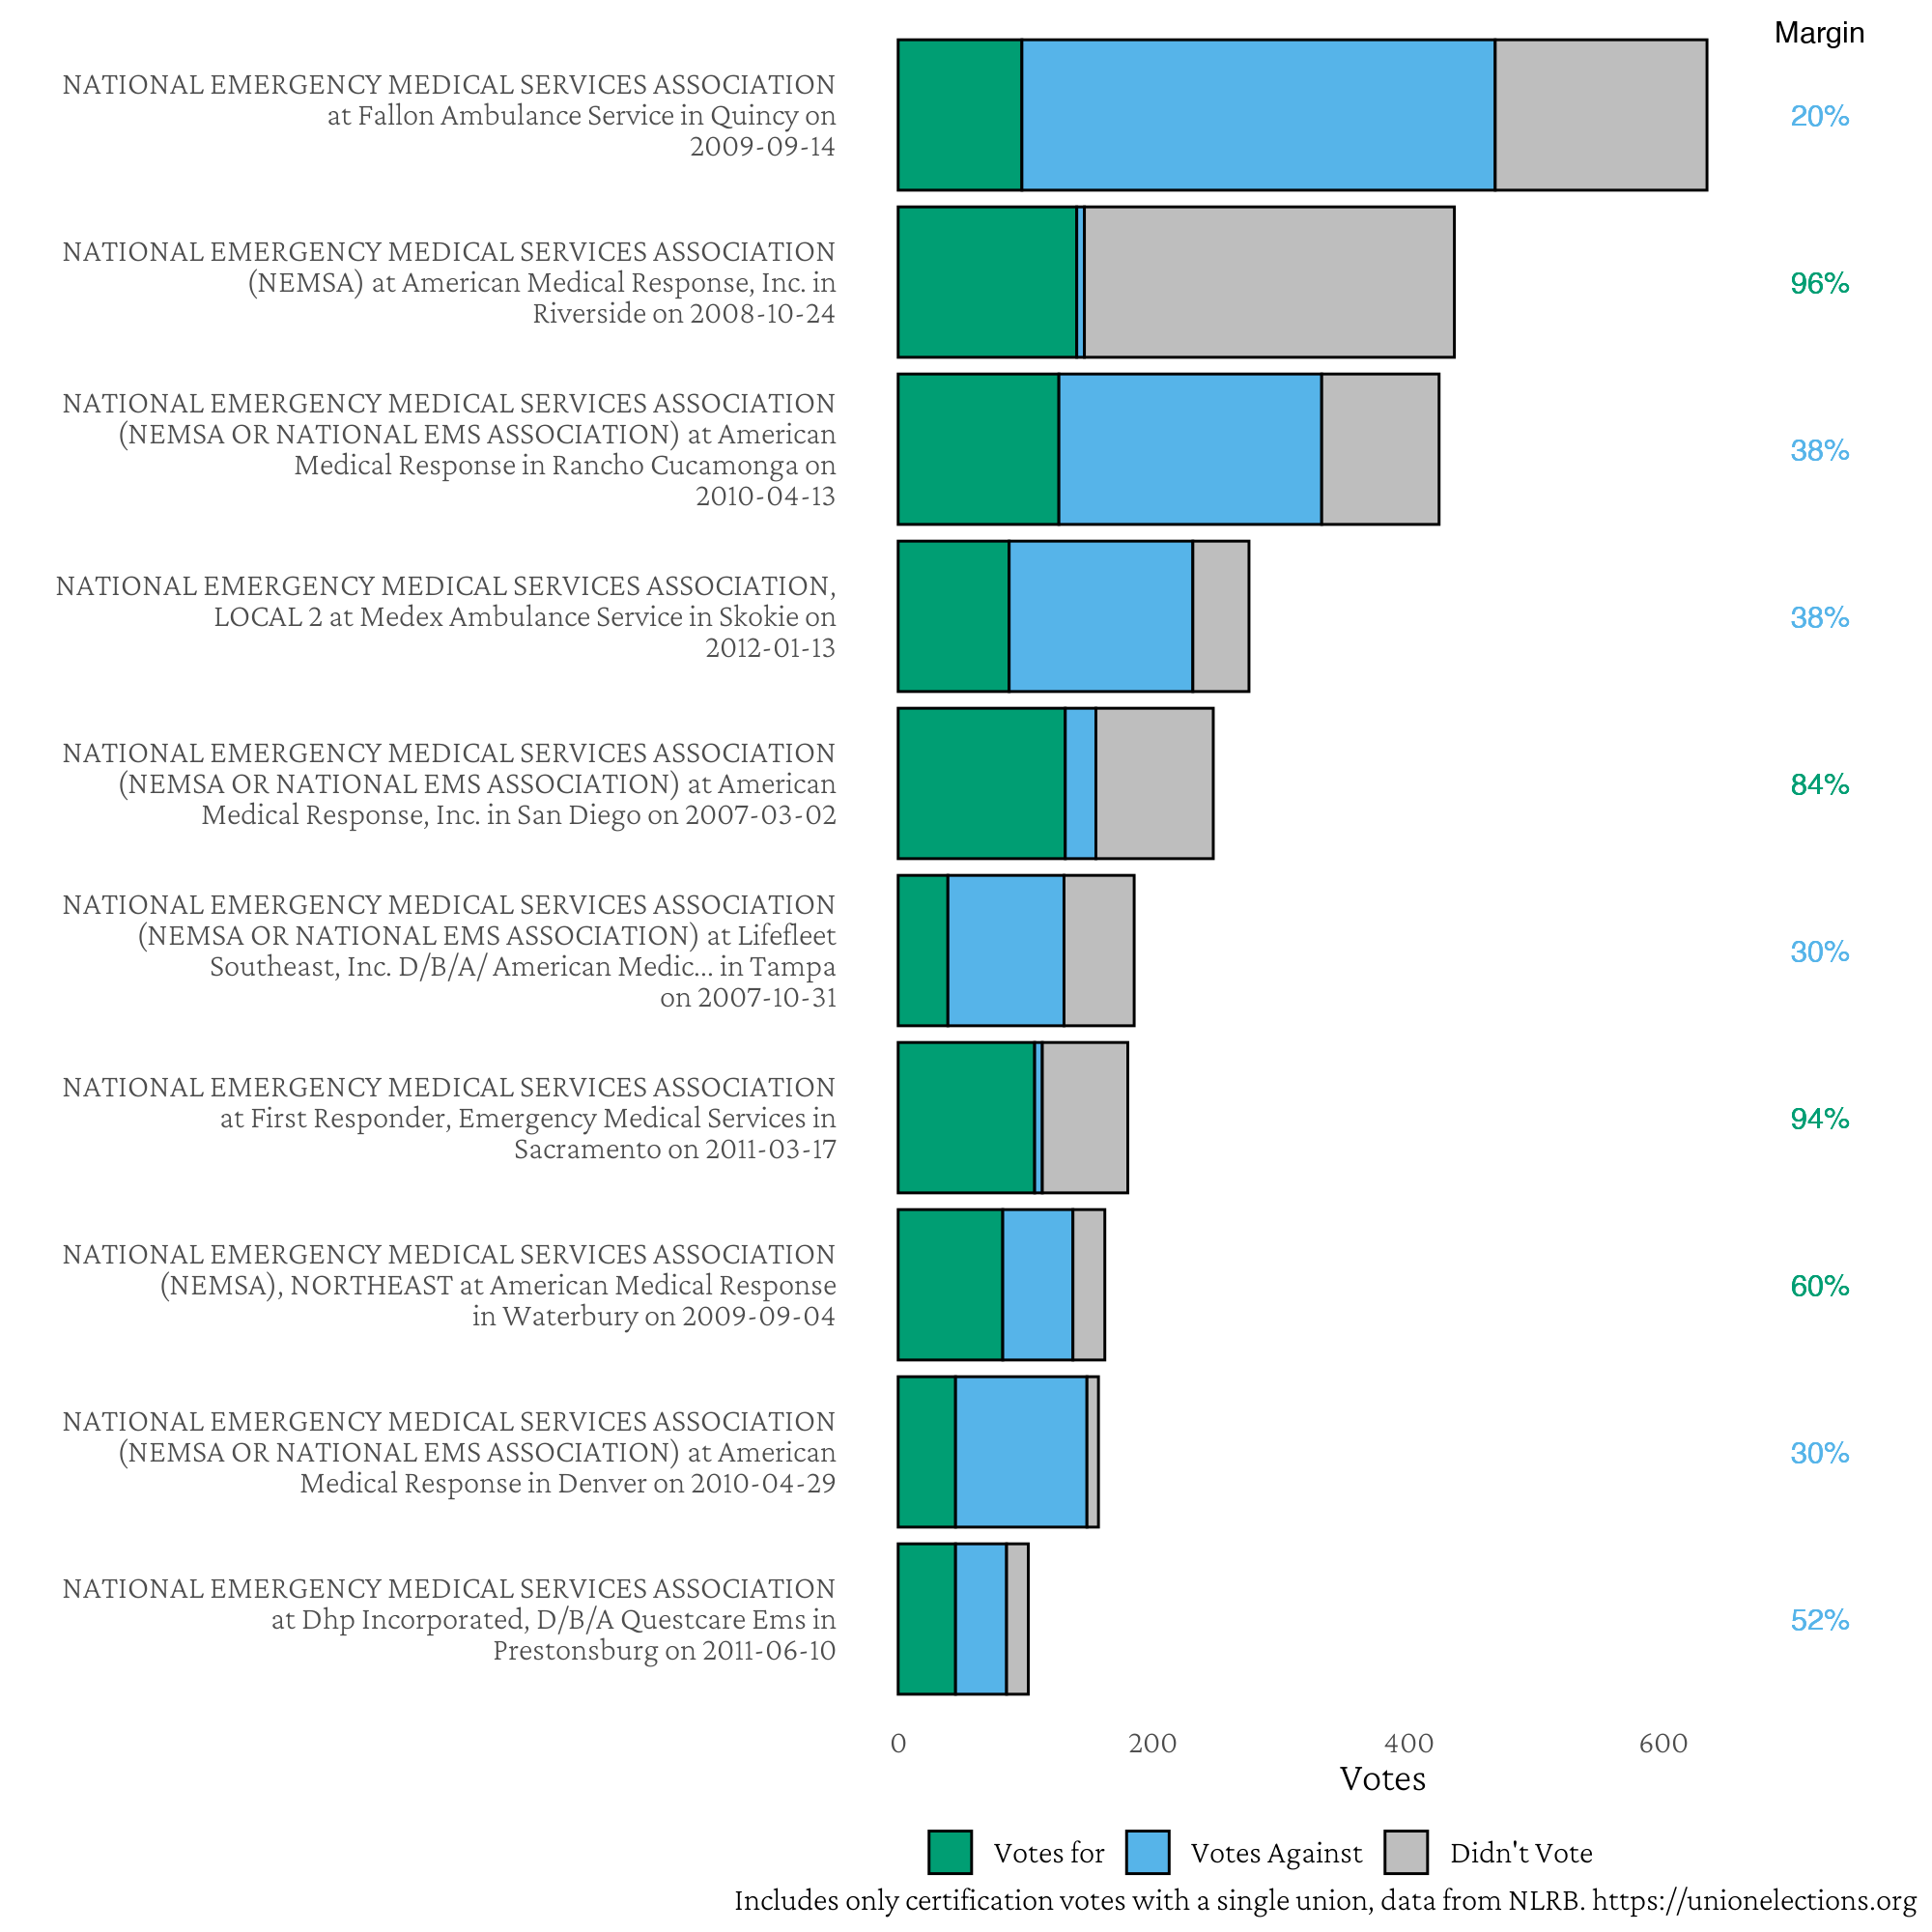 Margin
NATIONAL EMERGENCY MEDICAL SERVICES ASSOCIATION
at Fallon Ambulance Service in Quincy on
2009-09-14
20%
NATIONAL EMERGENCY MEDICAL SERVICES ASSOCIATION
(NEMSA) at American Medical Response, Inc. in
Riverside on 2008-10-24
96%
NATIONAL EMERGENCY MEDICAL SERVICES ASSOCIATION
(NEMSA OR NATIONAL EMS ASSOCIATION) at American
Medical Response in Rancho Cucamonga on
2010-04-13
38%
NATIONAL EMERGENCY MEDICAL SERVICES ASSOCIATION,
LOCAL 2 at Medex Ambulance Service in Skokie on
2012-01-13
38%
NATIONAL EMERGENCY MEDICAL SERVICES ASSOCIATION
(NEMSA OR NATIONAL EMS ASSOCIATION) at American
Medical Response, Inc. in San Diego on 2007-03-02
84%
NATIONAL EMERGENCY MEDICAL SERVICES ASSOCIATION
(NEMSA OR NATIONAL EMS ASSOCIATION) at Lifefleet
Southeast, Inc. D/B/A/ American Medic... in Tampa
on 2007-10-31
30%
NATIONAL EMERGENCY MEDICAL SERVICES ASSOCIATION
at First Responder, Emergency Medical Services in
Sacramento on 2011-03-17
94%
NATIONAL EMERGENCY MEDICAL SERVICES ASSOCIATION
(NEMSA), NORTHEAST at American Medical Response
in Waterbury on 2009-09-04
60%
NATIONAL EMERGENCY MEDICAL SERVICES ASSOCIATION
(NEMSA OR NATIONAL EMS ASSOCIATION) at American
Medical Response in Denver on 2010-04-29
30%
NATIONAL EMERGENCY MEDICAL SERVICES ASSOCIATION
at Dhp Incorporated, D/B/A Questcare Ems in
Prestonsburg on 2011-06-10
52%
0 200 400 600
Votes
Votes for Votes Against Didn't Vote
Includes only certification votes with a single union, data from NLRB. https://unionelections.org